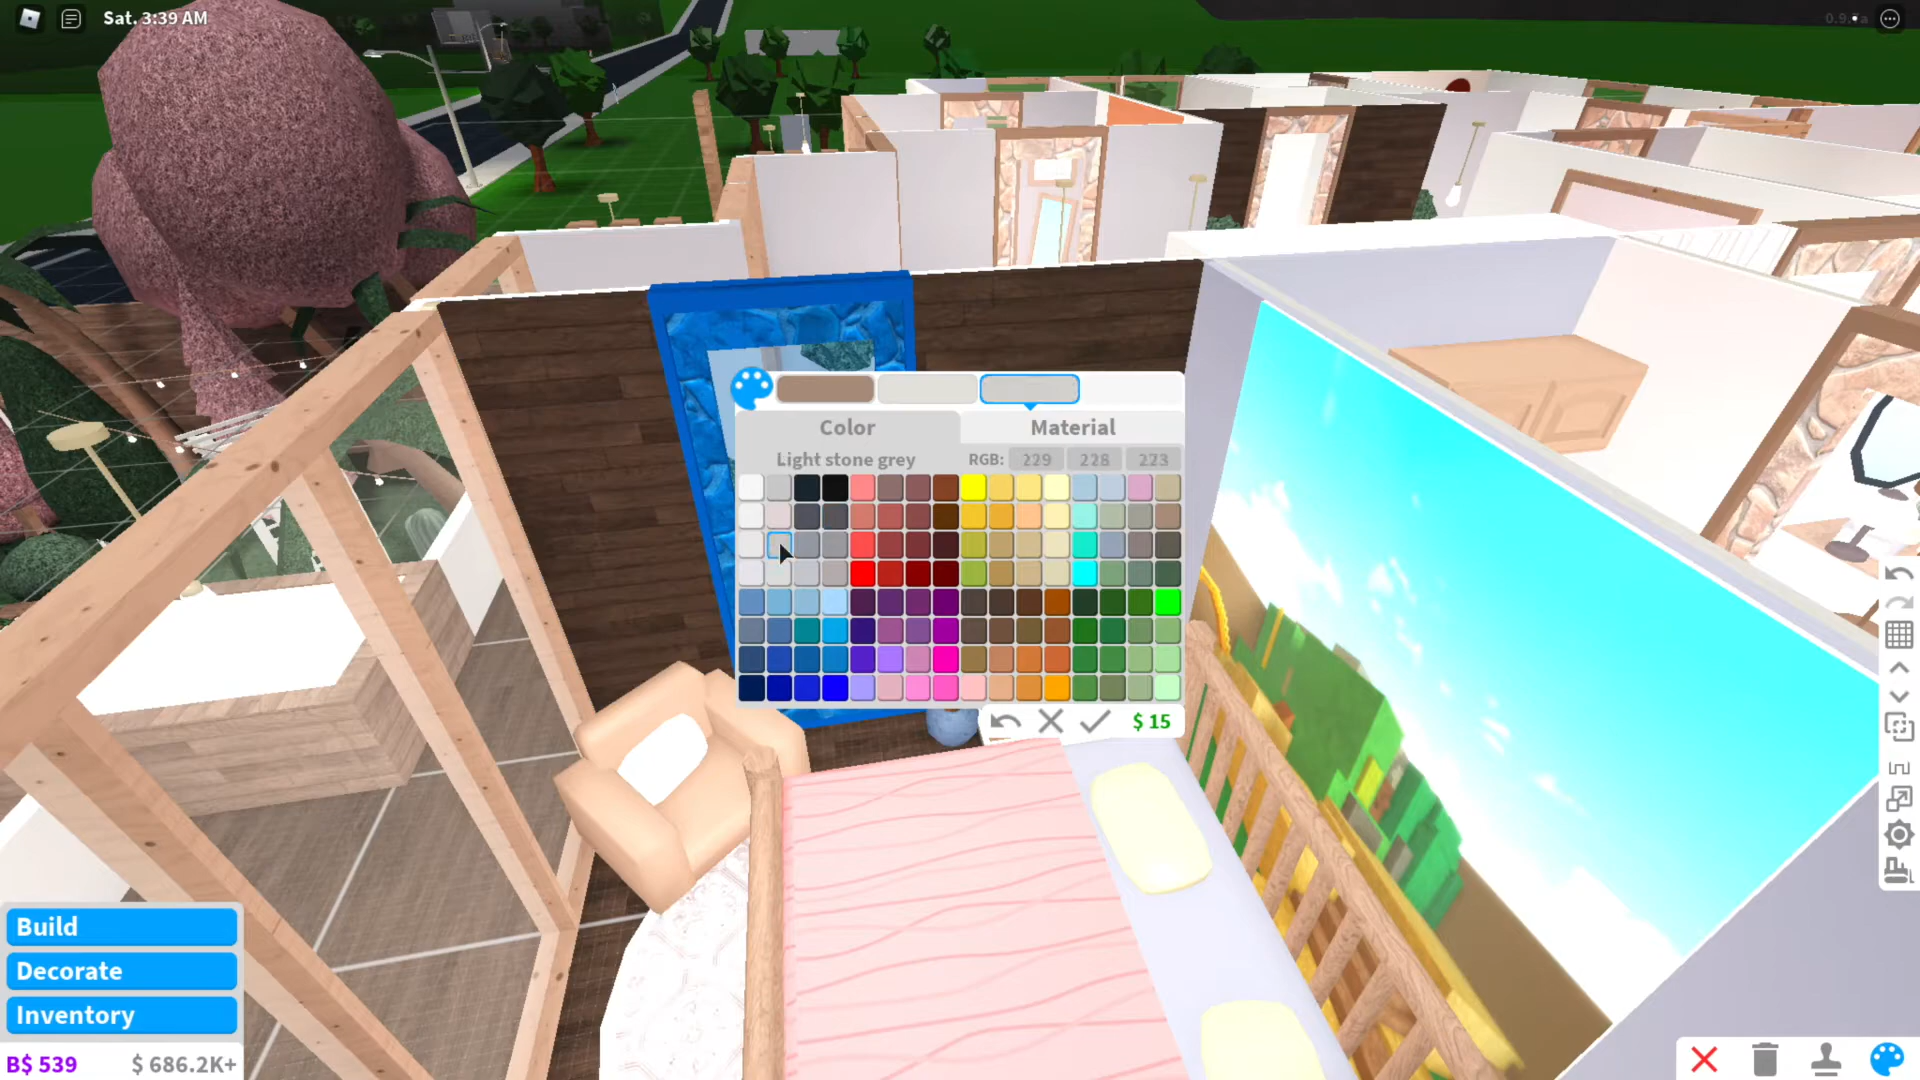 Sat. 3:39 AM
Color
Material
Light stone grey
RGB: 229 228 223
$ 15
Build
Decorate
Inventory
B$ 539
$ 686.2K+